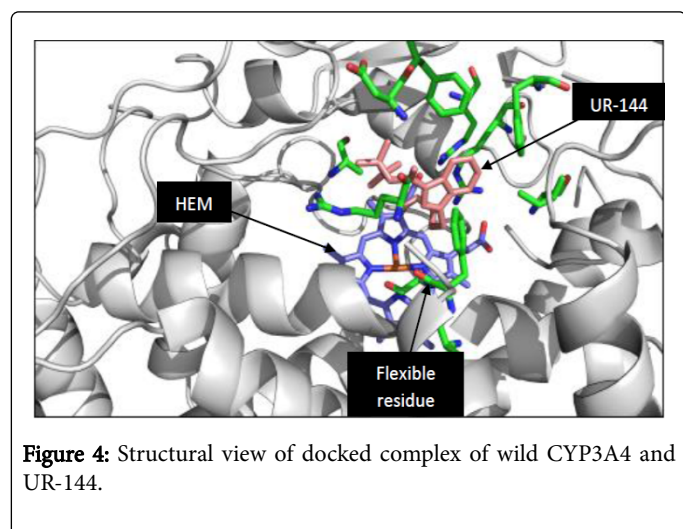 UR-144
HEM
Flexible
residue
Figure 4: Structural view of docked complex of wild CYP3A4 and
UR-144.